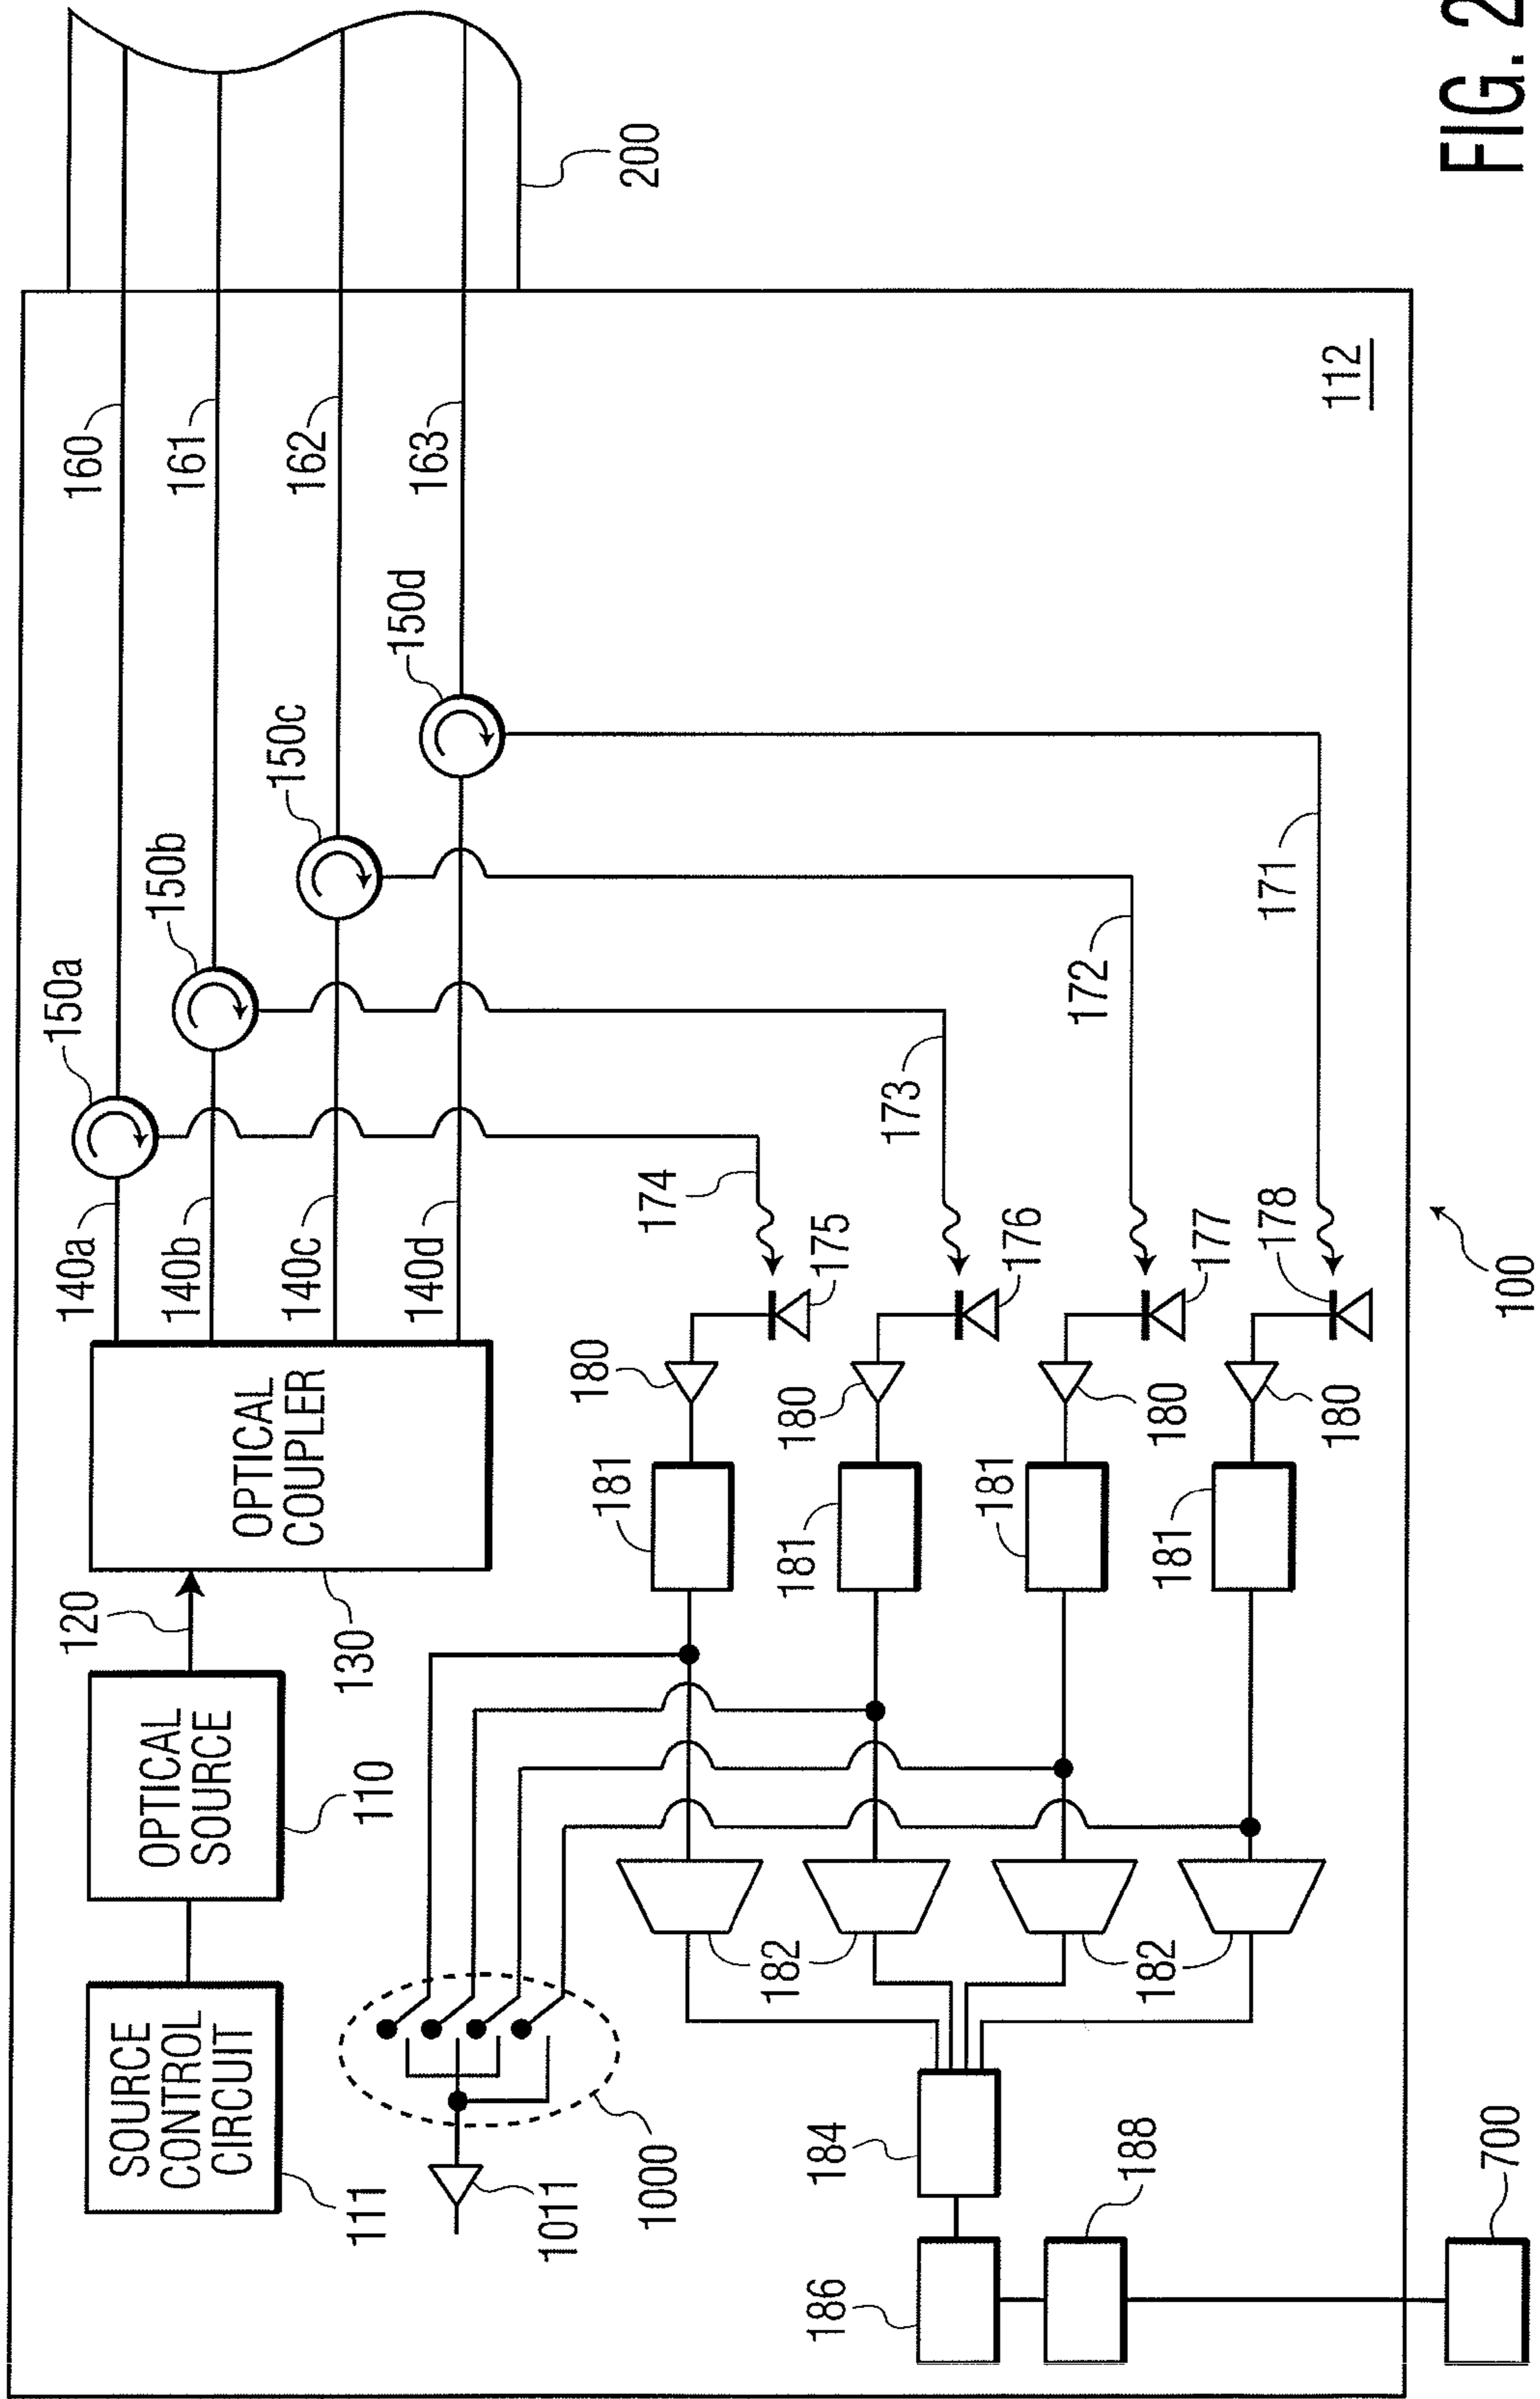 FIG. 2
200
160
161
162
163
112
150a
150b
150c
150d
140a
140b
140c
140d
174
173
172
171
175
176
177
178
180
180
180
180
181
181
181
181
OPTICAL
COUPLER
130
120
OPTICAL
SOURCE
110
SOURCE
CONTROL
CIRCUIT
111
1011
1000
182
182
184
186
188
700
100